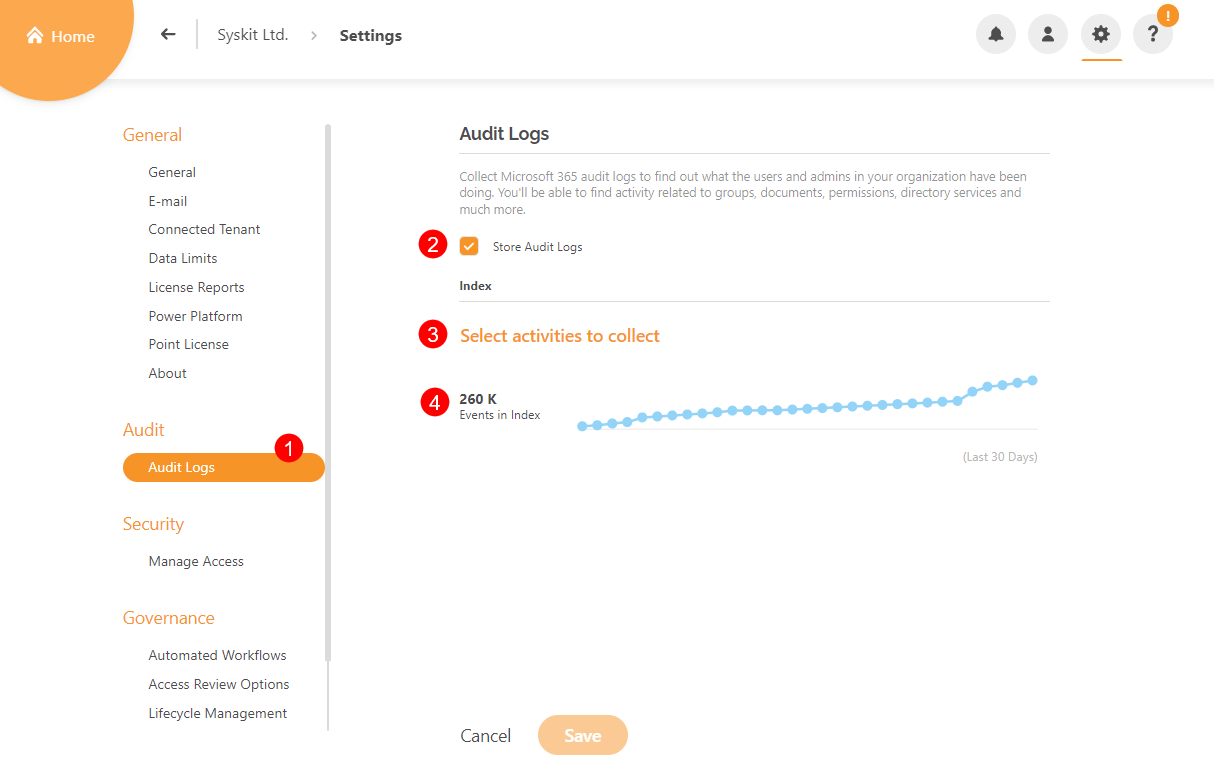 Home
Syskit Ltd. > Settings
!
?
General
General
E-mail
Connected Tenant
Data Limits
License Reports
Power Platform
Point License
About
Audit
1
Audit Logs
Security
Manage Access
Governance
Automated Workflows
Access Review Options
Lifecycle Management
Audit Logs
Collect Microsoft 365 audit logs to find out what the users and admins in your organization have been
doing. You'll be able to find activity related to groups, documents, permissions, directory services and
much more.
2 Store Audit Logs
Index
3 Select activities to collect
4 260 K
Events in Index
(Last 30 Days)
Cancel Save